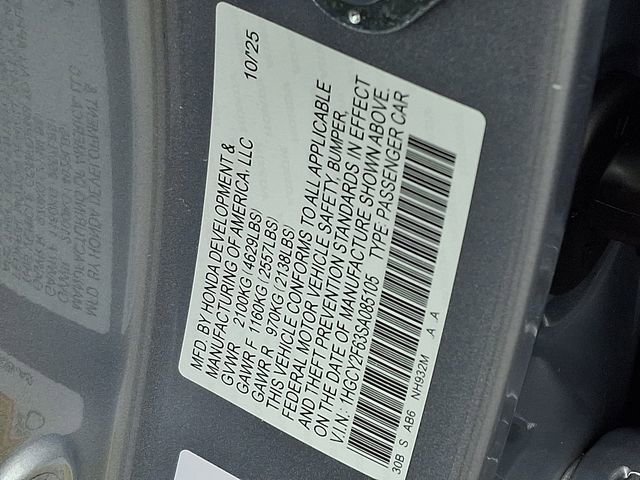 MFD. BY HONDA DEVELOPMENT & 10/'25
MANUFACTURING OF AMERICA, LLC
GVWR 2100KG (4629LBS)
GAWR F 1160KG (2557LBS)
GAWR R 970KG (2138LBS)
THIS VEHICLE CONFORMS TO ALL APPLICABLE
FEDERAL MOTOR VEHICLE SAFETY, BUMPER,
AND THEFT PREVENTION STANDARDS IN EFFECT
ON THE DATE OF MANUFACTURE SHOWN ABOVE.
V.I.N.: 1HGCY2F63SA085105 TYPE PASSENGER CAR
30B S AB6 NH932M A A